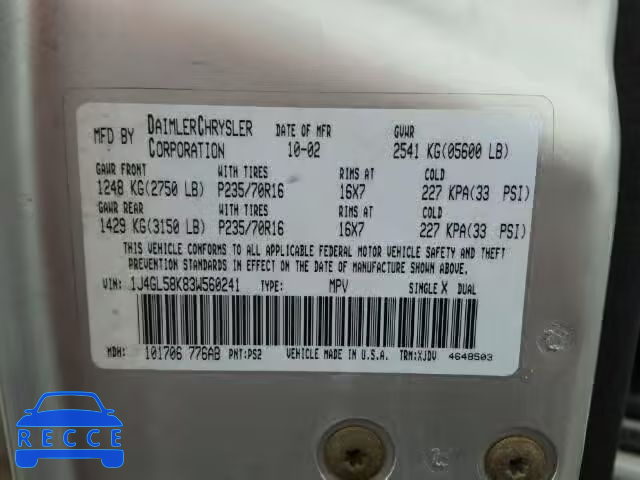 MFD BY DAIMLERCHRYSLER CORPORATION DATE OF MFR 10-02 GVWR 2541 KG(05600 LB)
GAWR FRONT WITH TIRES RIMS AT COLD
1248 KG(2750 LB) P235/70R16 16X7 227 KPA(33 PSI)
GAWR REAR WITH TIRES RIMS AT COLD
1429 KG(3150 LB) P235/70R16 16X7 227 KPA(33 PSI)
THIS VEHICLE CONFORMS TO ALL APPLICABLE FEDERAL MOTOR VEHICLE SAFETY AND THEFT
PREVENTION STANDARDS IN EFFECT ON THE DATE OF MANUFACTURE SHOWN ABOVE.
VIN: 1J4GL58K83W560241 TYPE: MPV SINGLE X DUAL
MDH: 101706 776AB PNT:PS2 VEHICLE MADE IN U.S.A. TRM:XJDV 4648503
RECCE